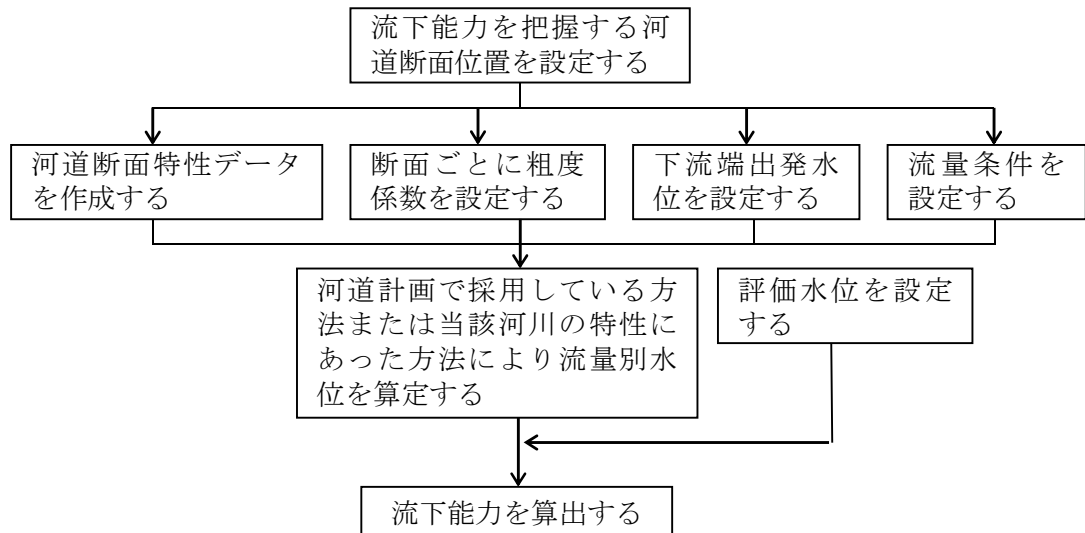 流下能力を把握する河
道断面位置を設定する
河道断面特性データ
を作成する
断面ごとに粗度
係数を設定する
下流端出発水
位を設定する
流量条件を
設定する
河道計画で採用している方
法または当該河川の特性に
あった方法により流量別水
位を算定する
評価水位を設定
する
流下能力を算出する